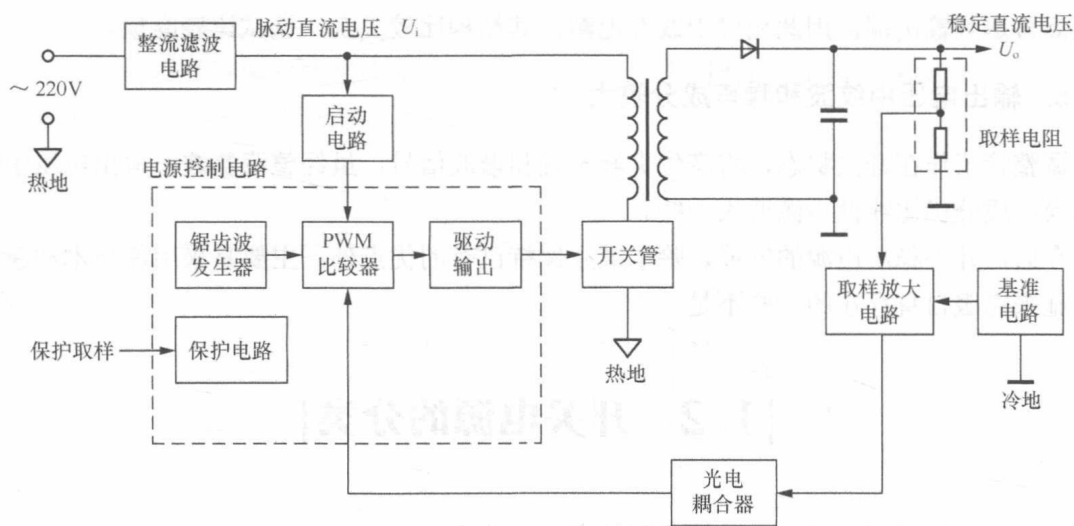 整流滤波
电路
脉动直流电压 Ui
稳定直流电压
Uo
～220V
热地
启动
电路
取样电阻
电源控制电路
锯齿波
发生器
PWM
比较器
驱动
输出
开关管
取样放大
电路
基准
电路
保护取样
保护电路
热地
冷地
光电
耦合器